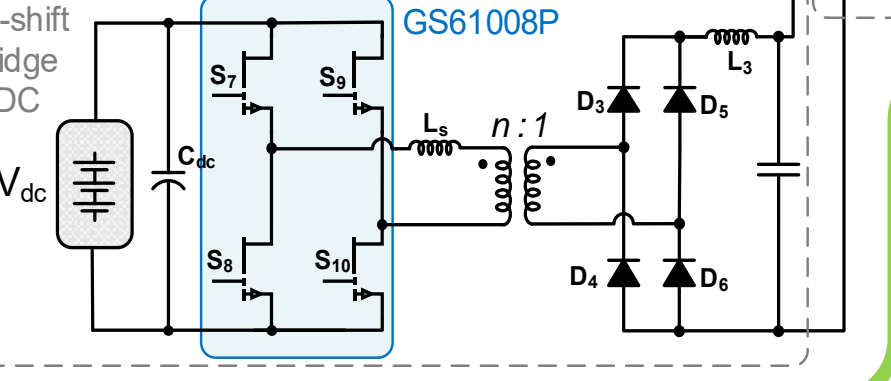 -shift
idge
DC
GS61008P
S7
S9
L3
D3
D5
Ls
n:1
Cdc
Vdc
S8
S10
D4
D6